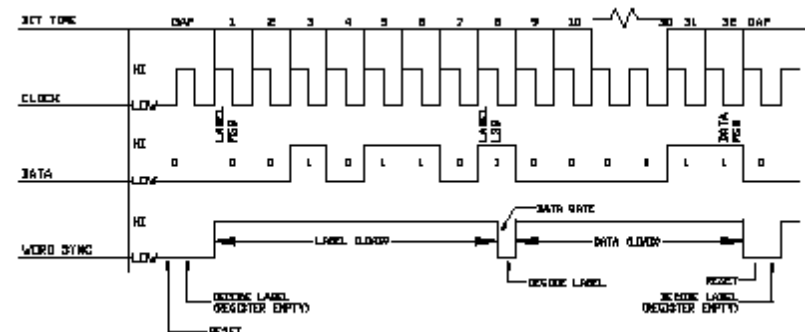 BIT TIME GAP 1 2 3 4 5 6 7 8 9 10 30 31 32 GAP
HI
CLOCK LOW
LABEL MSB
LABEL LSB
DATA MSB
HI
DATA LOW 0 0 0 1 0 1 1 0 1 0 0 0 0 1 1 0
DATA GATE
HI
LABEL (LOAD) DATA (LOAD)
WORD SYNC LOW
DECODE LABEL RESET
DECODE LABEL (REGISTER EMPTY)
DECODE LABEL (REGISTER EMPTY)
RESET